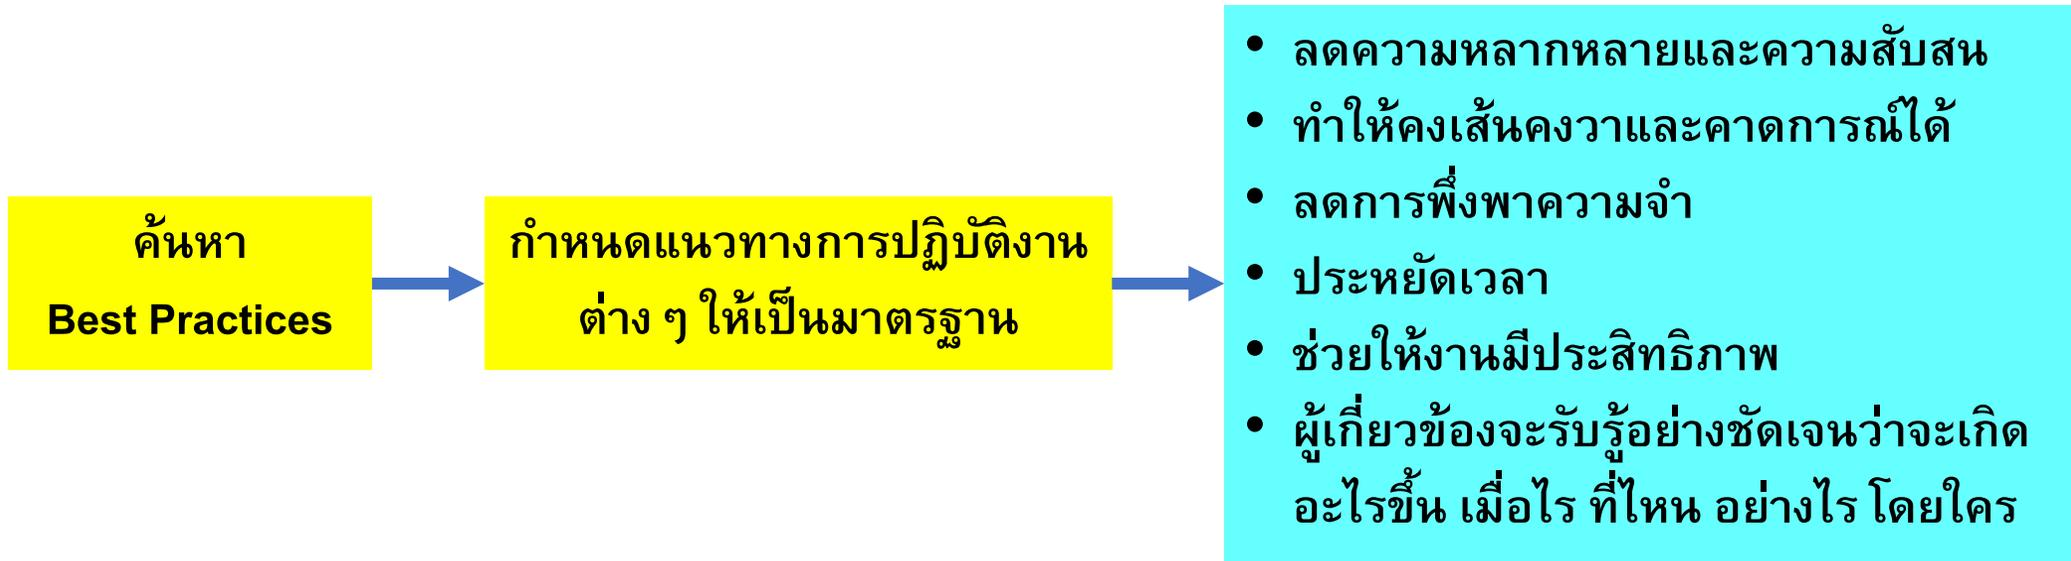 ค้นหา
Best Practices
กำหนดแนวทางการปฏิบัติงาน
ต่าง ๆ ให้เป็นมาตรฐาน
• ลดความหลากหลายและความสับสน
• ทำให้คงเส้นคงวาและคาดการณ์ได้
• ลดการพึ่งพาความจำ
• ประหยัดเวลา
• ช่วยให้งานมีประสิทธิภาพ
• ผู้เกี่ยวข้องจะรับรู้อย่างชัดเจนว่าจะเกิด
อะไรขึ้น เมื่อไร ที่ไหน อย่างไร โดยใคร